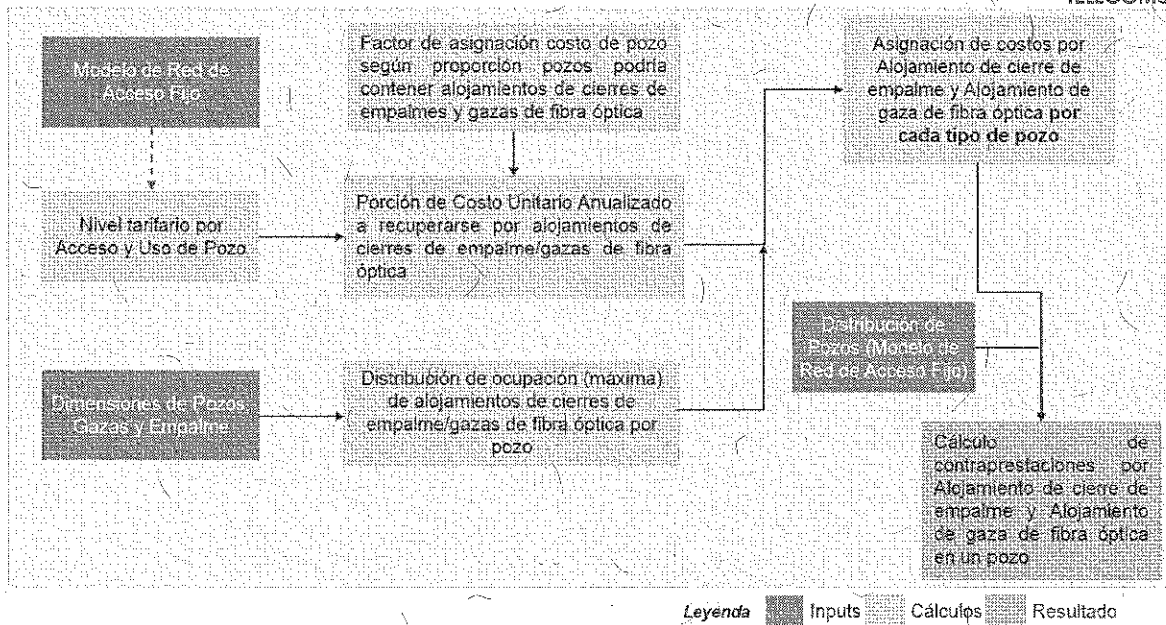 Modelo de Red de
Acceso Fijo
Factor de asignación costo de pozo
según proporción pozos podría
contener alojamientos de cierres de
empalmes y gazas de fibra óptica
Asignación de costos por
Alojamiento de cierre de
empalme y Alojamiento de
gaza de fibra óptica por
cada tipo de pozo
Nivel tarifario por
Acceso y Uso de Pozo
Porción de Costo Unitario Anualizado
a recuperarse por alojamientos de
cierres de empalme/gazas de fibra
óptica
Distribución de
Pozos (Modelo de
Red de Acceso Fijo)
Dimensiones de Pozos,
Gazas y Empalme
Distribución de ocupación (maxima)
de alojamientos de cierres de
empalme/gazas de fibra óptica por
pozo
Cálculo de
contraprestaciones por
Alojamiento de cierre de
empalme y Alojamiento
de gaza de fibra óptica
en un pozo
Leyenda Inputs Cálculos Resultado